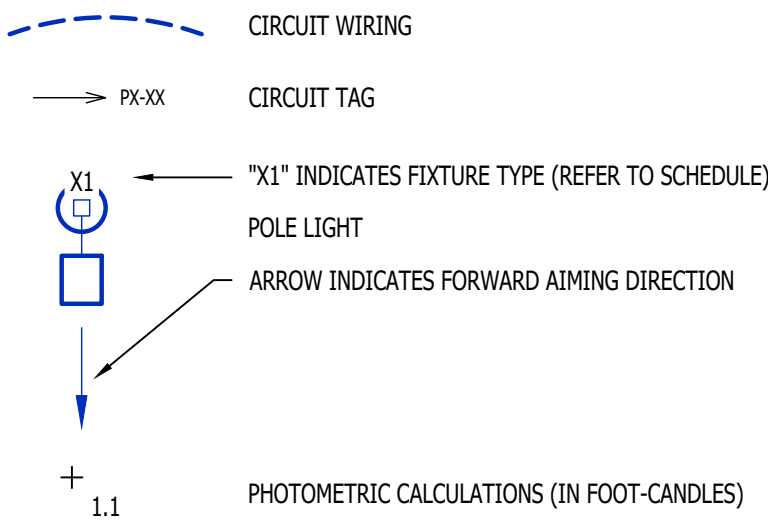 CIRCUIT WIRING
PX-XX CIRCUIT TAG
X1 "X1" INDICATES FIXTURE TYPE (REFER TO SCHEDULE)
POLE LIGHT
ARROW INDICATES FORWARD AIMING DIRECTION
1.1 PHOTOMETRIC CALCULATIONS (IN FOOT-CANDLES)